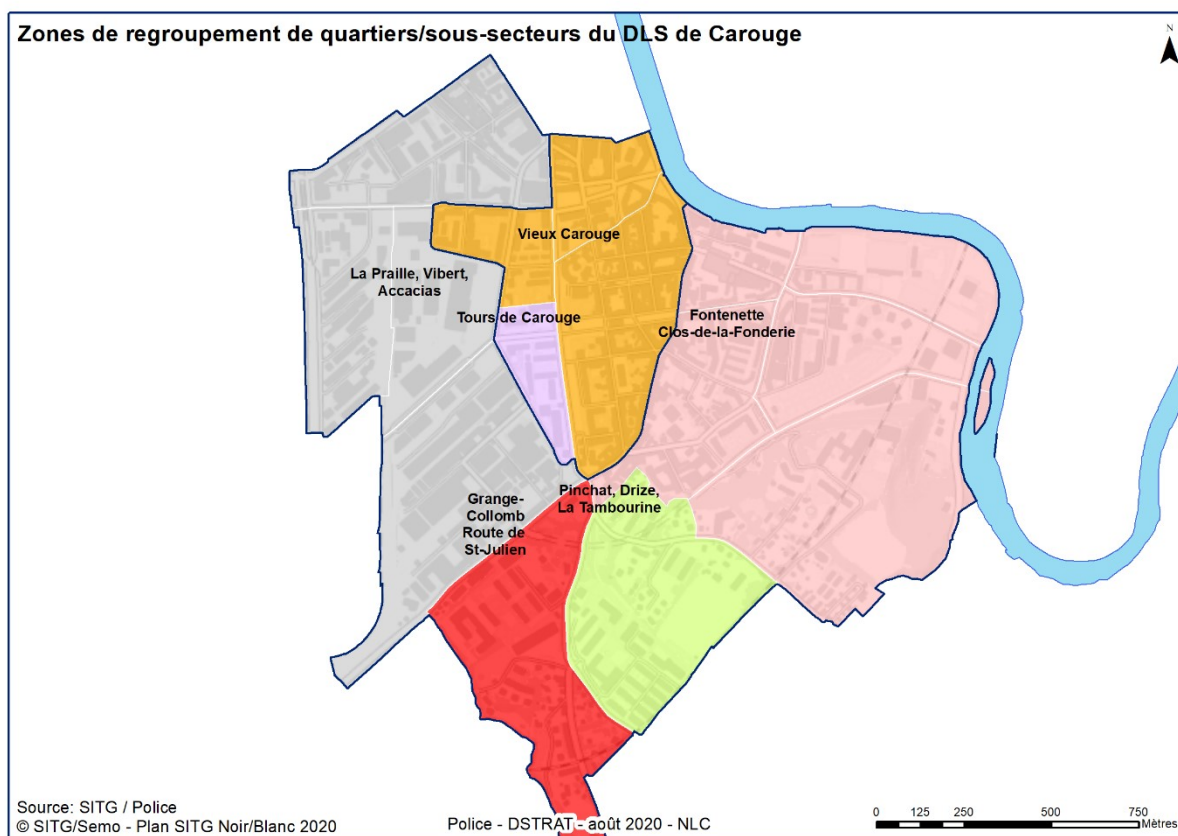 Zones de regroupement de quartiers/sous-secteurs du DLS de Carouge
N
Vieux Carouge
La Praille, Vibert,
Accacias
Tours de Carouge
Fontenette
Clos-de-la-Fonderie
Pinchat, Drize,
La Tambourine
Grange-
Collomb
Route de
St-Julien
Source: SITG / Police
© SITG/Semo - Plan SITG Noir/Blanc 2020
Police - DSTRAT - août 2020 - NLC
0 125 250 500 750
Mètres